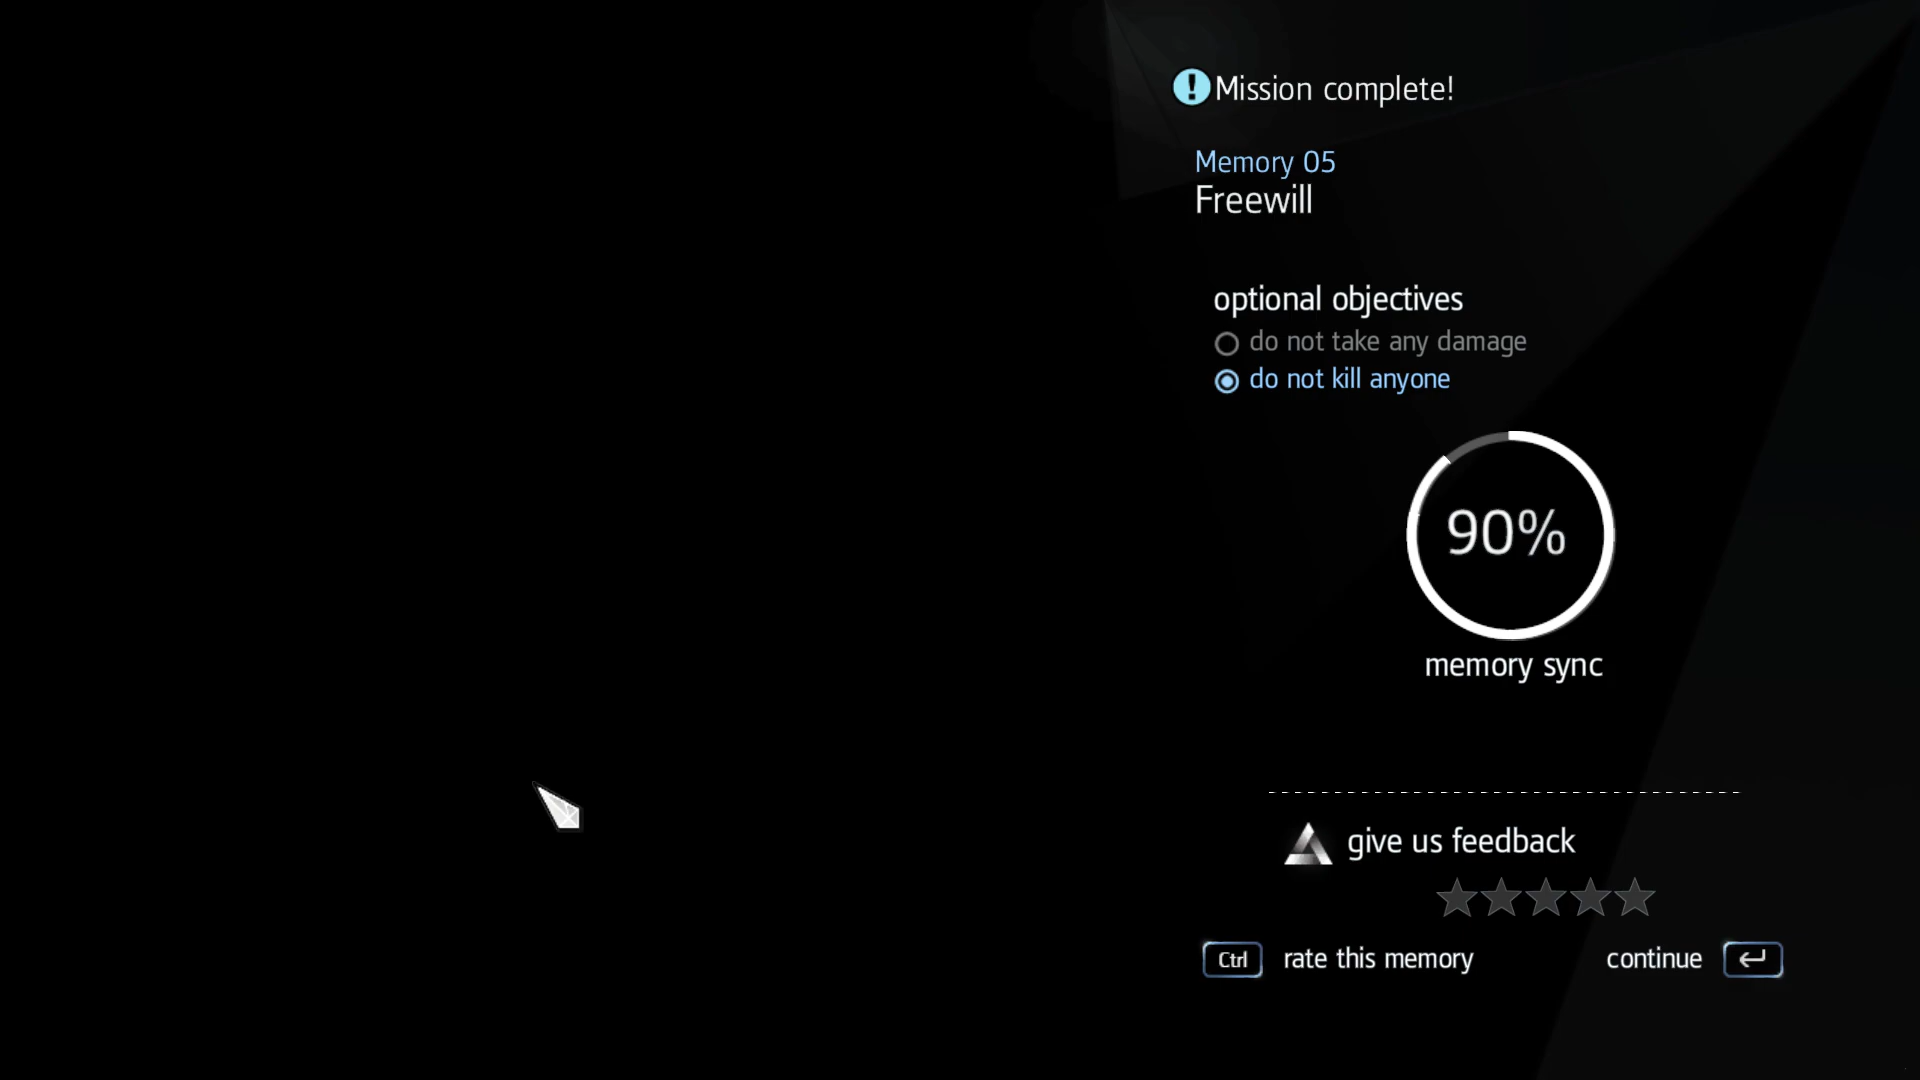 Mission complete!
Memory 05
Freewill
optional objectives
do not take any damage
do not kill anyone
90%
memory sync
give us feedback
Ctrl rate this memory continue